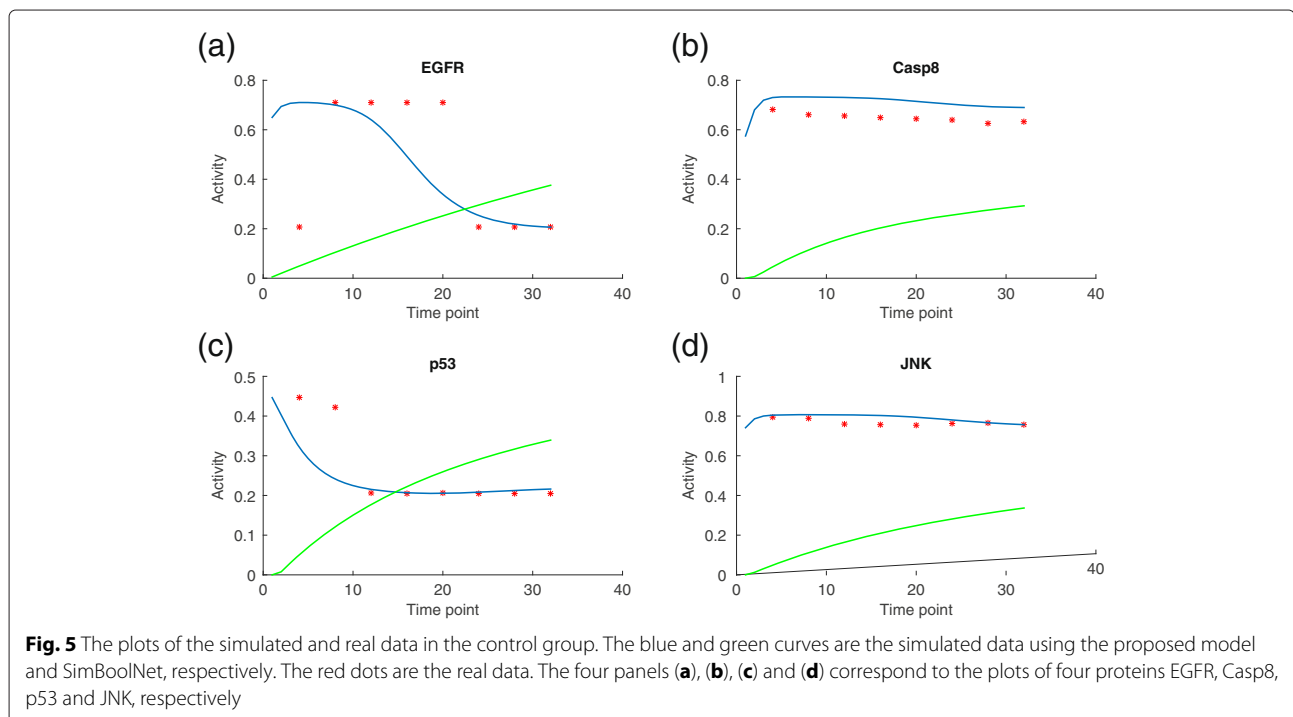 (a)
EGFR
0.8
0.6
0.4
0.2
0
Activity
0 10 20 30 40
Time point
(b)
Casp8
0.8
0.6
0.4
0.2
0
Activity
0 10 20 30 40
Time point
(c)
p53
0.5
0.4
0.3
0.2
0.1
0
Activity
0 10 20 30 40
Time point
(d)
JNK
1
0.8
0.6
0.4
0.2
0
Activity
0 10 20 30 40
Time point
Fig. 5 The plots of the simulated and real data in the control group. The blue and green curves are the simulated data using the proposed model
and SimBoolNet, respectively. The red dots are the real data. The four panels (a), (b), (c) and (d) correspond to the plots of four proteins EGFR, Casp8,
p53 and JNK, respectively